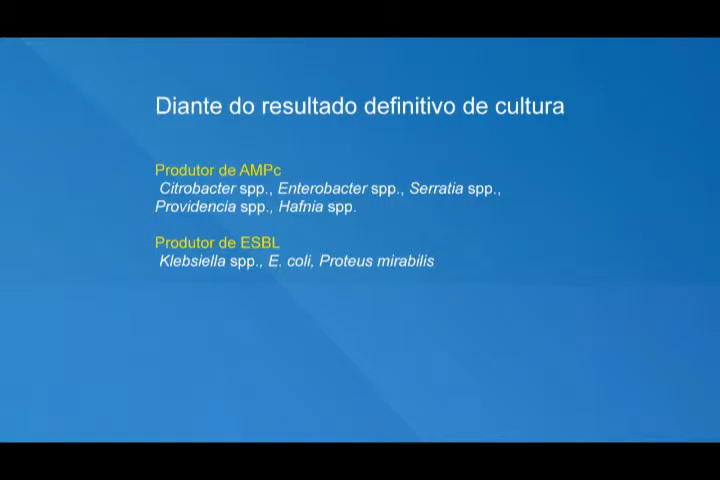 Diante do resultado definitivo de cultura
Produtor de AMPc
Citrobacter spp., Enterobacter spp., Serratia spp.,
Providencia spp., Hafnia spp.
Produtor de ESBL
Klebsiella spp., E. coli, Proteus mirabilis